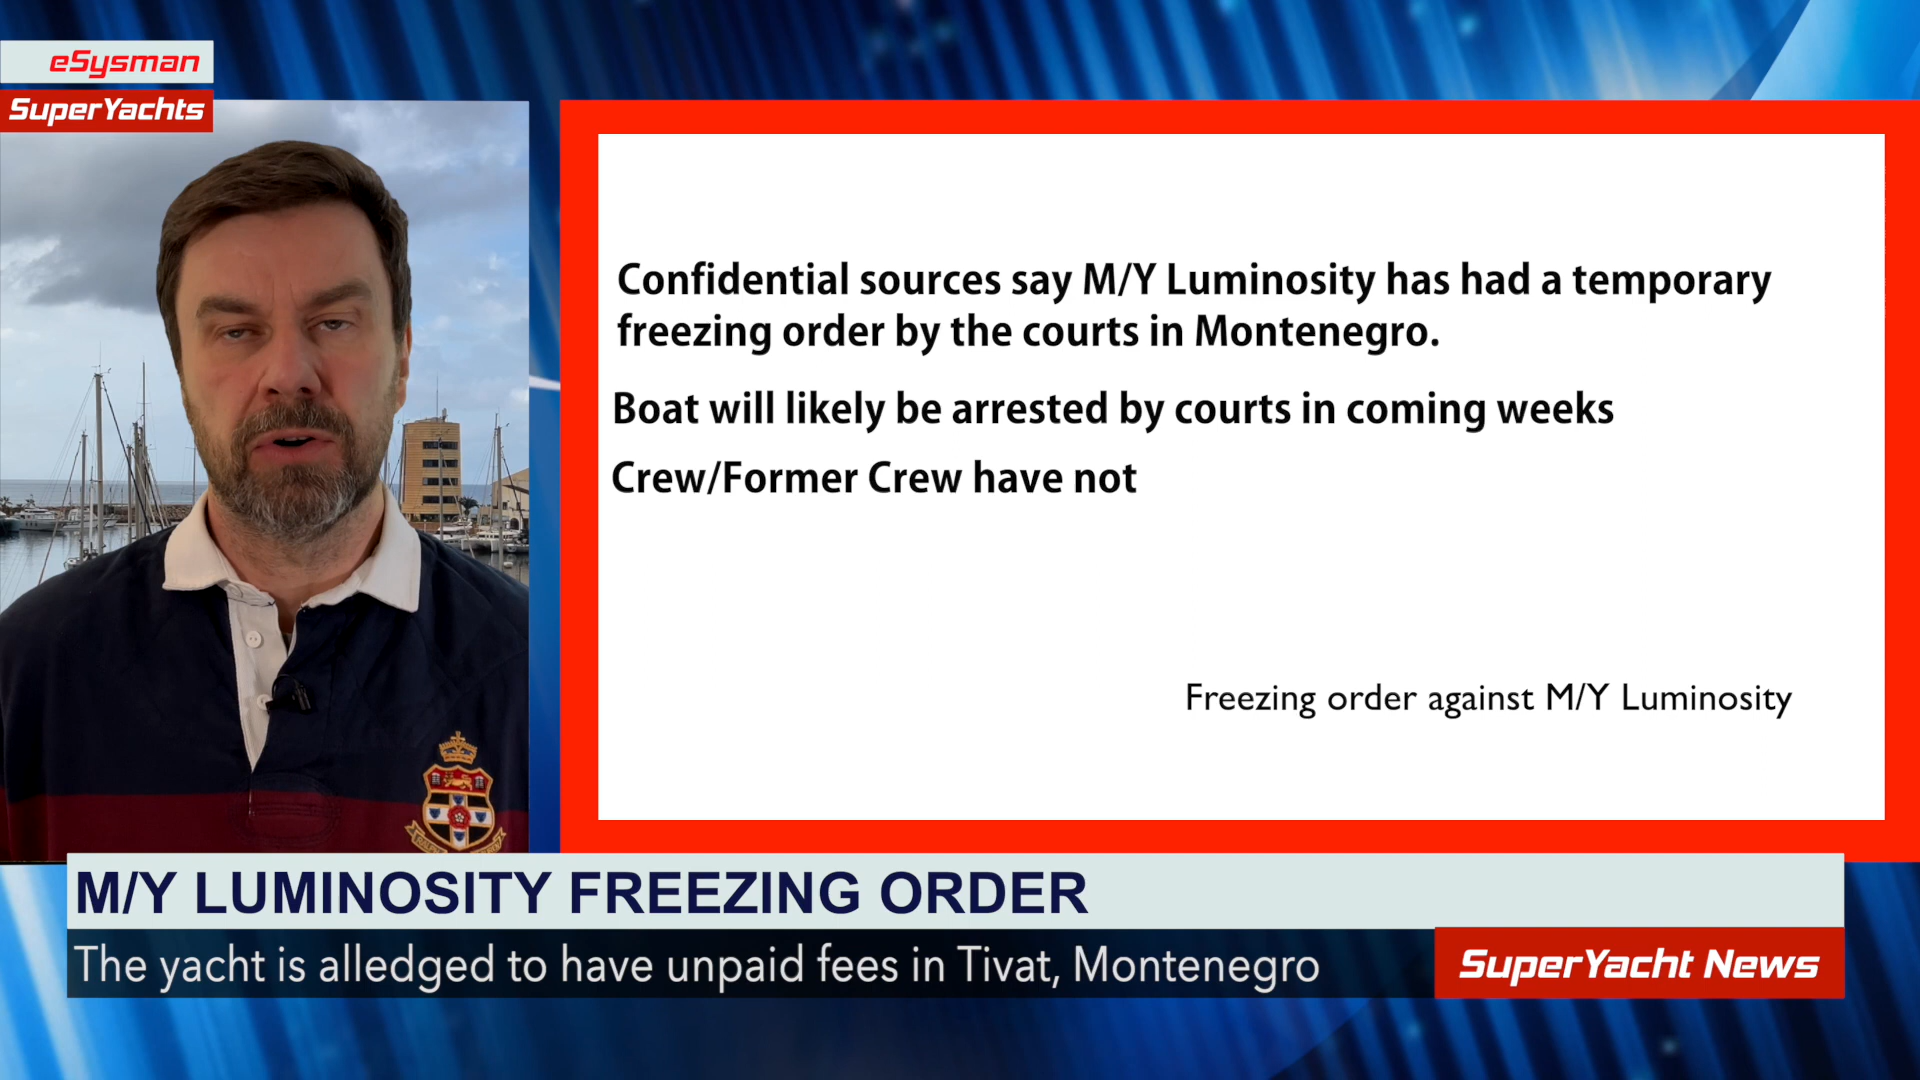 eSysman
SuperYachts
Confidential sources say M/Y Luminosity has had a temporary
freezing order by the courts in Montenegro.
Boat will likely be arrested by courts in coming weeks
Crew/Former Crew have not
Freezing order against M/Y Luminosity
M/Y LUMINOSITY FREEZING ORDER
The yacht is alledged to have unpaid fees in Tivat, Montenegro
SuperYacht News